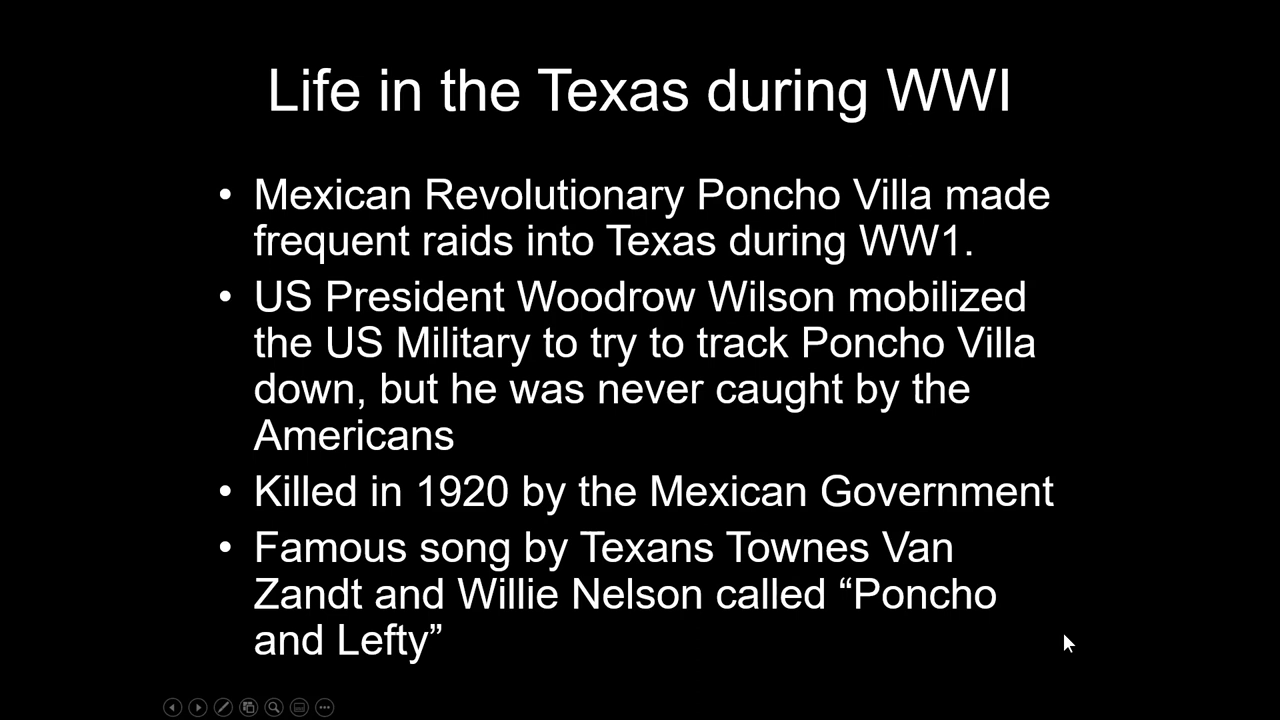 Life in the Texas during WWI
• Mexican Revolutionary Poncho Villa made
frequent raids into Texas during WW1.
• US President Woodrow Wilson mobilized
the US Military to try to track Poncho Villa
down, but he was never caught by the
Americans
• Killed in 1920 by the Mexican Government
• Famous song by Texans Townes Van
Zandt and Willie Nelson called “Poncho
and Lefty”